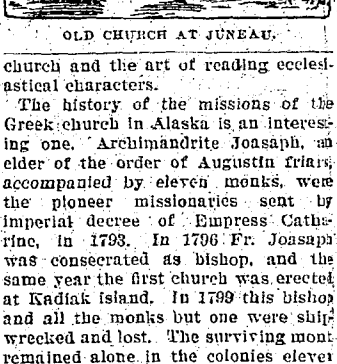 OLD CHURCH AT JUNEAU.
church and the art of reading ecclesi-
astical characters.
The history of the missions of the
Greek church in Alaska is an interest-
ing one. Archimandrite Joasaph, an
elder of the order of Augustin friars,
accompanied by eleven monks, were
the pioneer missionaries sent by
imperial decree of Empress Cathe-
rine, in 1793. In 1796 Fr. Joasaph
was consecrated as bishop, and the
same year the first church was erected
at Kadiak island. In 1799 this bishop
and all the monks but one were ship-
wrecked and lost. The surviving monk
remained alone in the colonies eleven